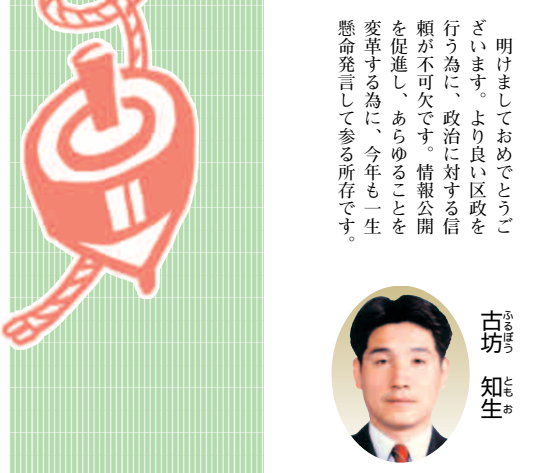 明けましておめでとうご
ざいます。より良い区政を
行う為に、政治に対する信
頼が不可欠です。情報公開
を促進し、あらゆることを
変革する為に、今年も一生
懸命発言して参る所存です。
古坊 知生
ふるぼう とも お